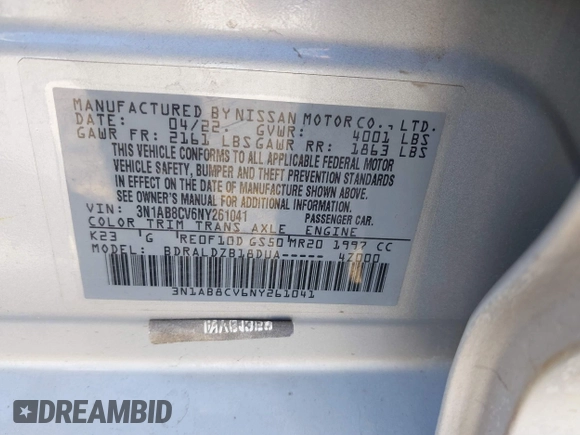 MANUFACTURED BY NISSAN MOTOR CO., LTD.
DATE: 04/22 GVWR: 4001 LBS
GAWR FR: 2161 LBS GAWR RR: 1863 LBS
THIS VEHICLE CONFORMS TO ALL APPLICABLE FEDERAL MOTOR
VEHICLE SAFETY, BUMPER AND THEFT PREVENTION STANDARDS
IN EFFECT ON THE DATE OF MANUFACTURE SHOWN ABOVE.
SEE OWNER'S MANUAL FOR ADDITIONAL INFORMATION.
VIN: 3N1AB8CV6NY261041 PASSENGER CAR.
COLOR TRIM TRANS AXLE ENGINE
K23 G RE0F10D GS50 MR20 1997 CC
MODEL: BDRALDZB18DUA----- 4Z000
3N1AB8CV6NY261041
DREAMBID